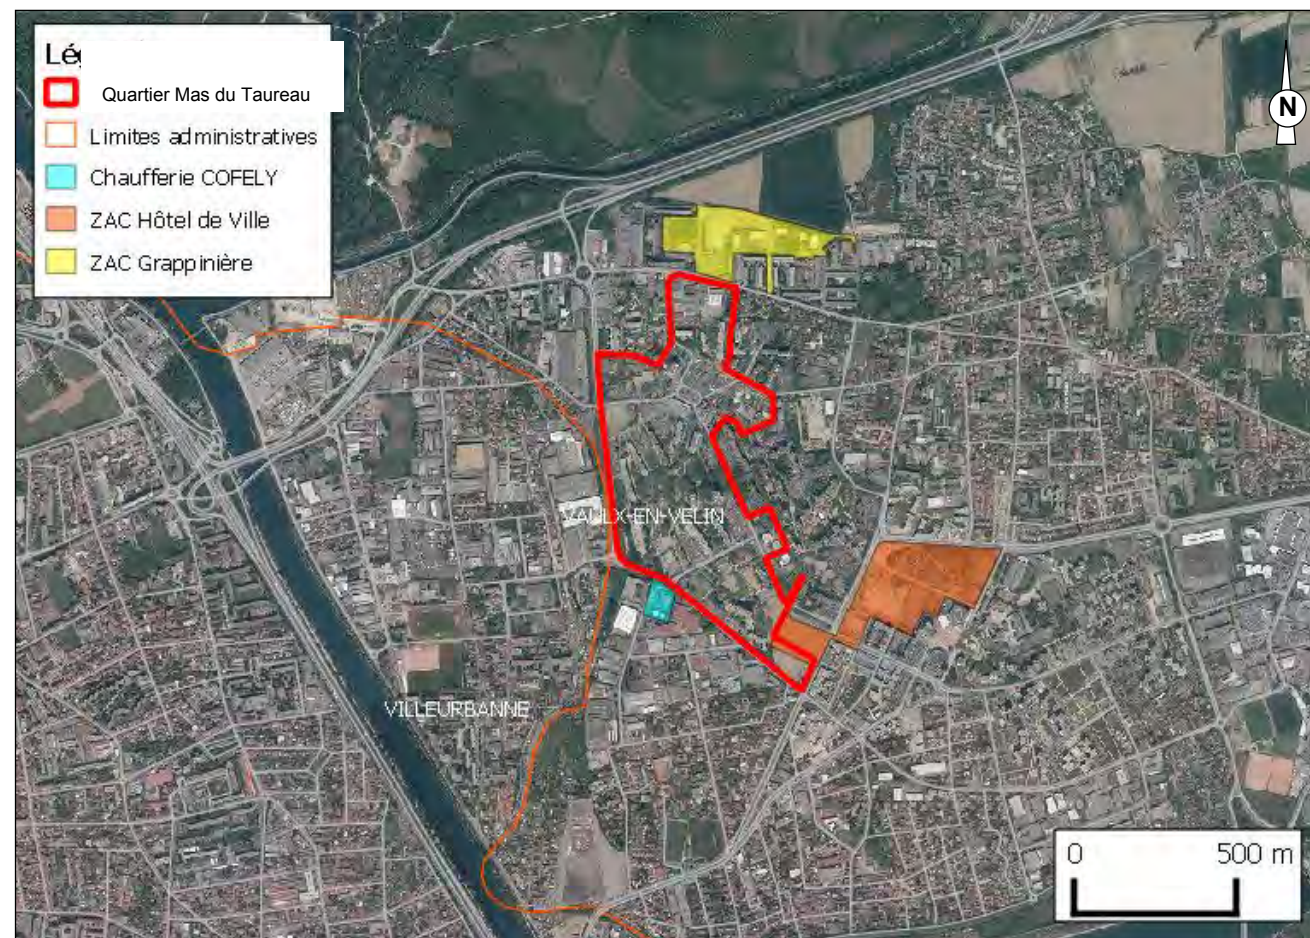 Lé
Quartier Mas du Taureau
Limites administratives
Chaufferie COFELY
ZAC Hôtel de Ville
ZAC Grappinière
N
VAULX-EN-VELIN
VILLEURBANNE
0 500 m